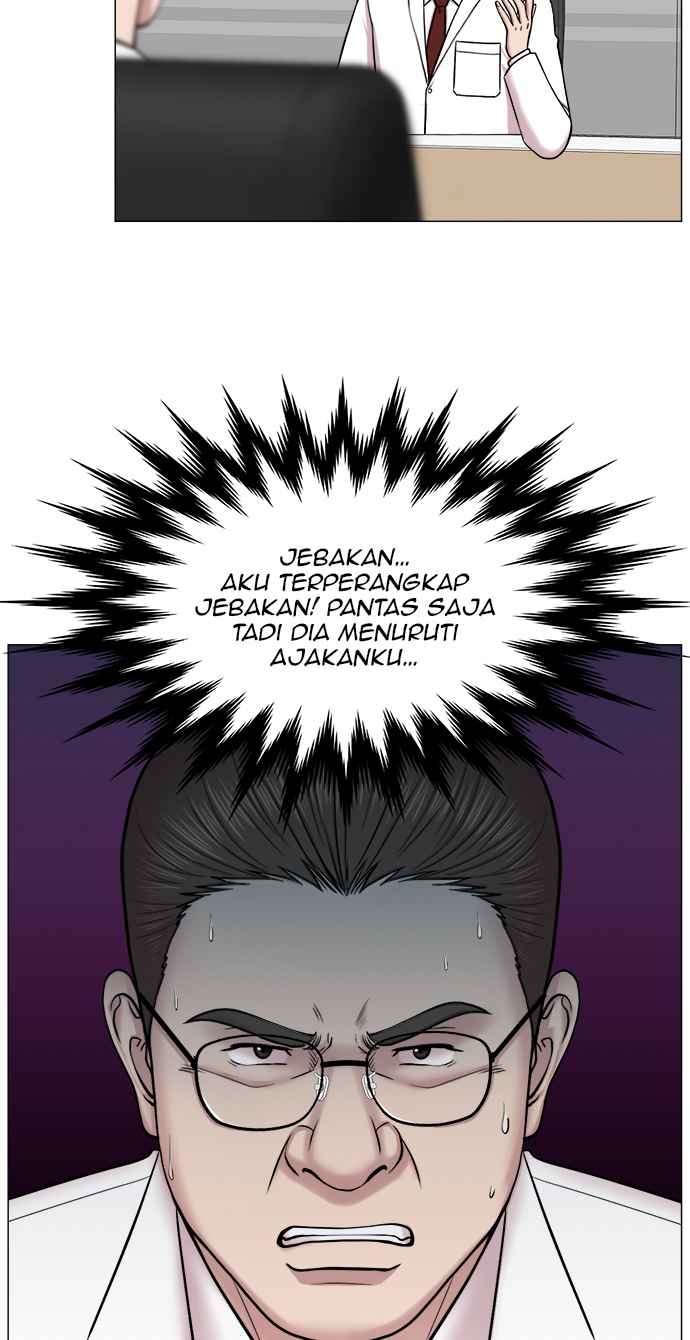 JEBAKAN...
AKU TERPERANGKAP
JEBAKAN! PANTAS SAJA
TADI DIA MENURUTI
AJAKANKU...